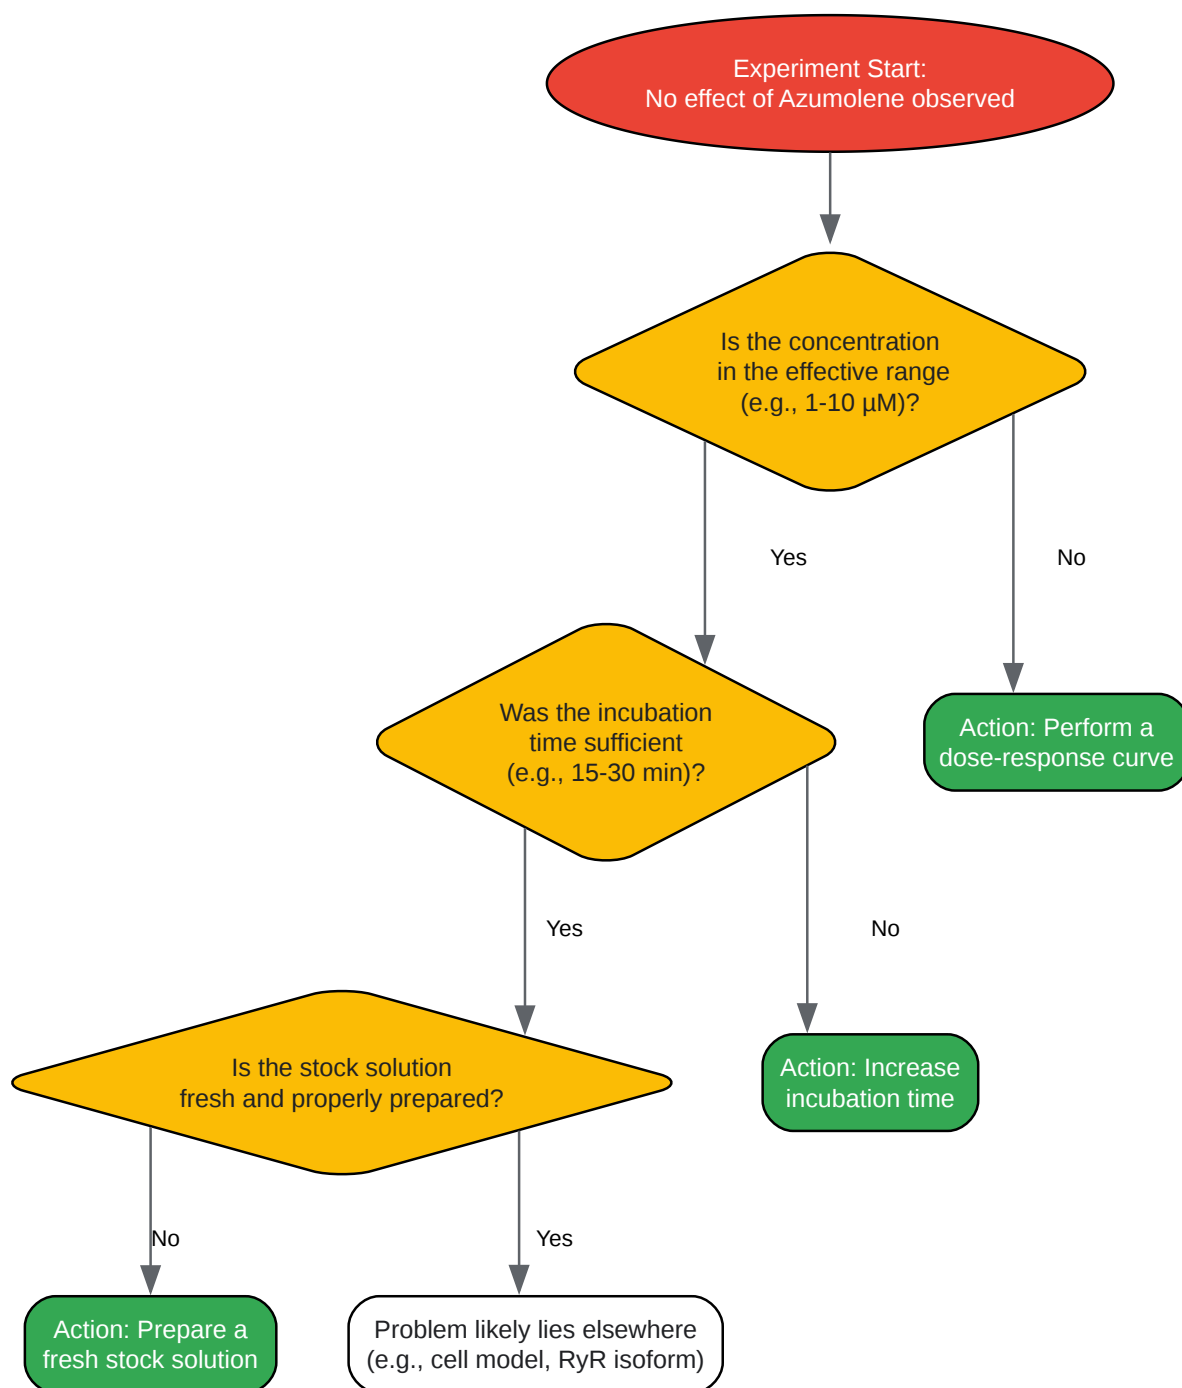 Experiment Start:
No effect of Azumolene observed
Is the concentration
in the effective range
(e.g., 1-10 µM)?
Yes
No
Was the incubation
time sufficient
(e.g., 15-30 min)?
Action: Perform a
dose-response curve
Yes
No
Is the stock solution
fresh and properly prepared?
Action: Increase
incubation time
No
Yes
Action: Prepare a
fresh stock solution
Problem likely lies elsewhere
(e.g., cell model, RyR isoform)